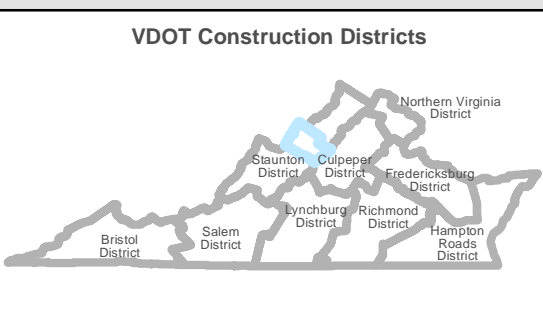 VDOT Construction Districts
Northern Virginia
District
Staunton
District
Culpeper
District
Fredericksburg
District
Lynchburg
District
Richmond
District
Hampton
Roads
District
Salem
District
Bristol
District